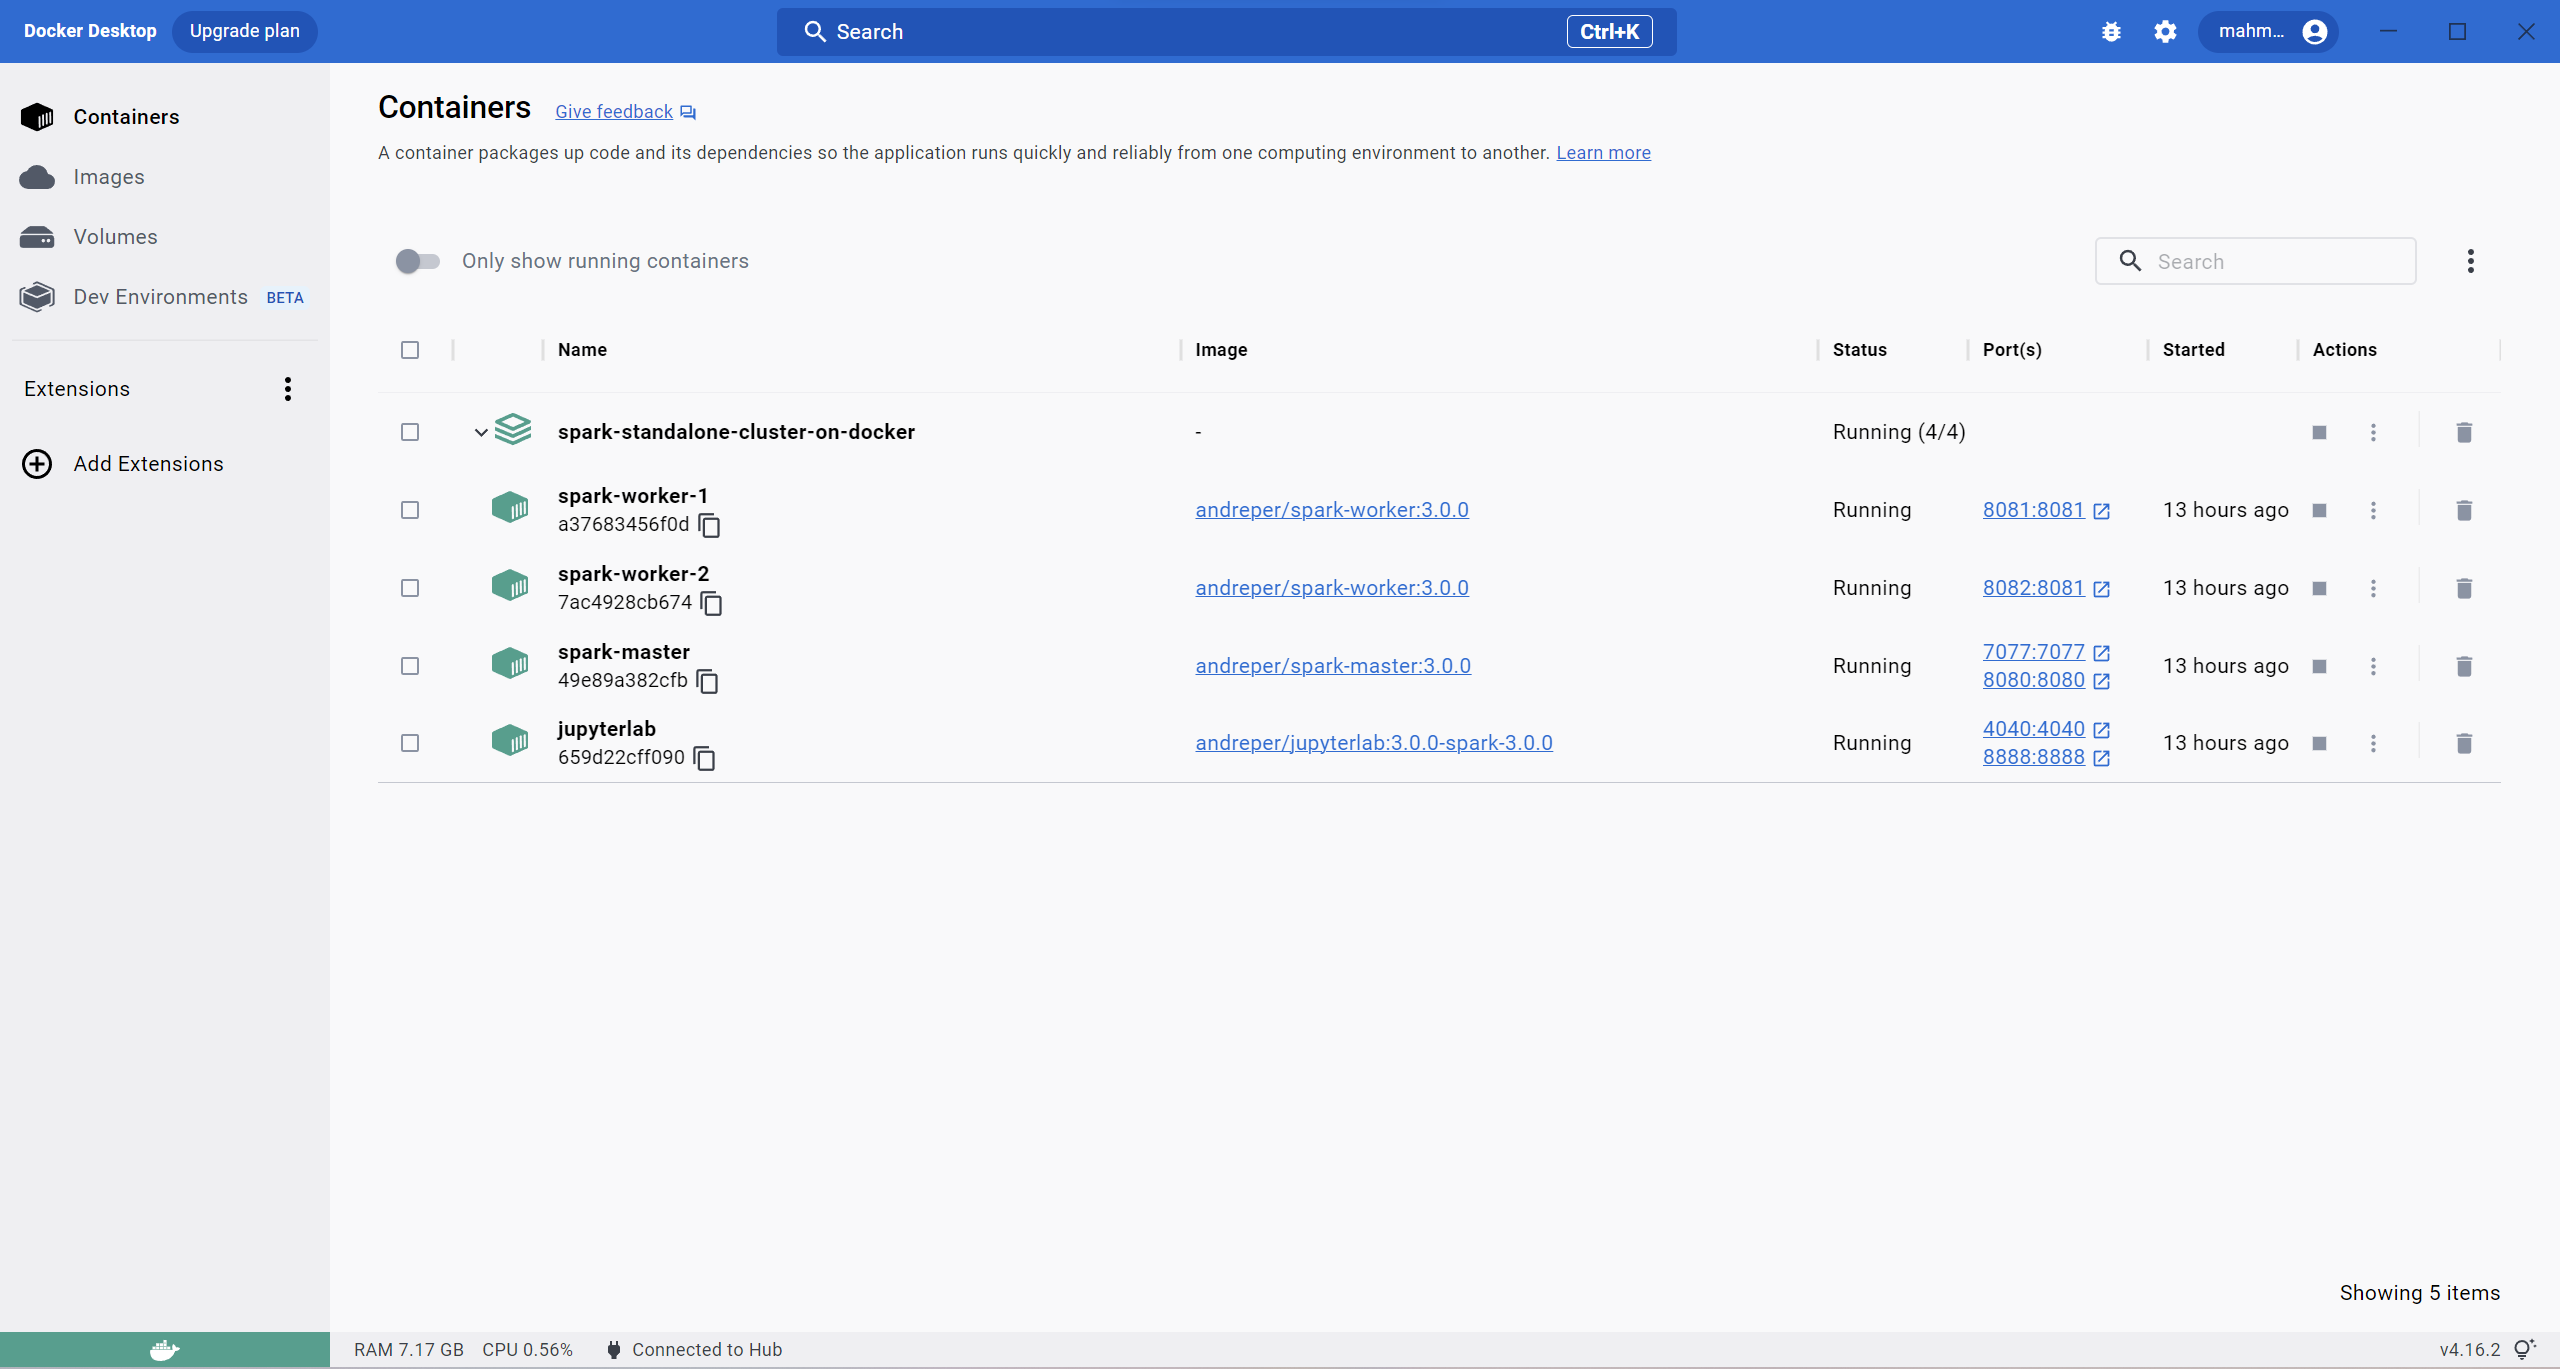 Docker Desktop Upgrade plan Search Ctrl+K mahm...
Containers
Images
Volumes
Dev Environments BETA
Extensions
Add Extensions
Containers Give feedback
A container packages up code and its dependencies so the application runs quickly and reliably from one computing environment to another. Learn more
Only show running containers Search
Name Image Status Port(s) Started Actions
spark-standalone-cluster-on-docker - Running (4/4)
spark-worker-1
a37683456f0d andreper/spark-worker:3.0.0 Running 8081:8081 13 hours ago
spark-worker-2
7ac4928cb674 andreper/spark-worker:3.0.0 Running 8082:8081 13 hours ago
spark-master
49e89a382cfb andreper/spark-master:3.0.0 Running 7077:7077 13 hours ago
8080:8080
jupyterlab
659d22cff090 andreper/jupyterlab:3.0.0-spark-3.0.0 Running 4040:4040 13 hours ago
8888:8888
Showing 5 items
RAM 7.17 GB CPU 0.56% Connected to Hub v4.16.2